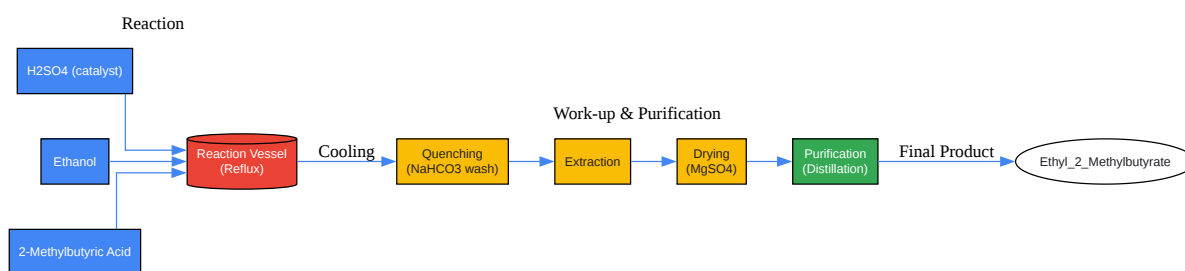 Reaction
H2SO4 (catalyst)
Work-up & Purification
Ethanol
Reaction Vessel
(Reflux)
Cooling
Quenching
(NaHCO3 wash)
Extraction
Drying
(MgSO4)
Purification
(Distillation)
Final Product
Ethyl_2_Methylbutyrate
2-Methylbutyric Acid